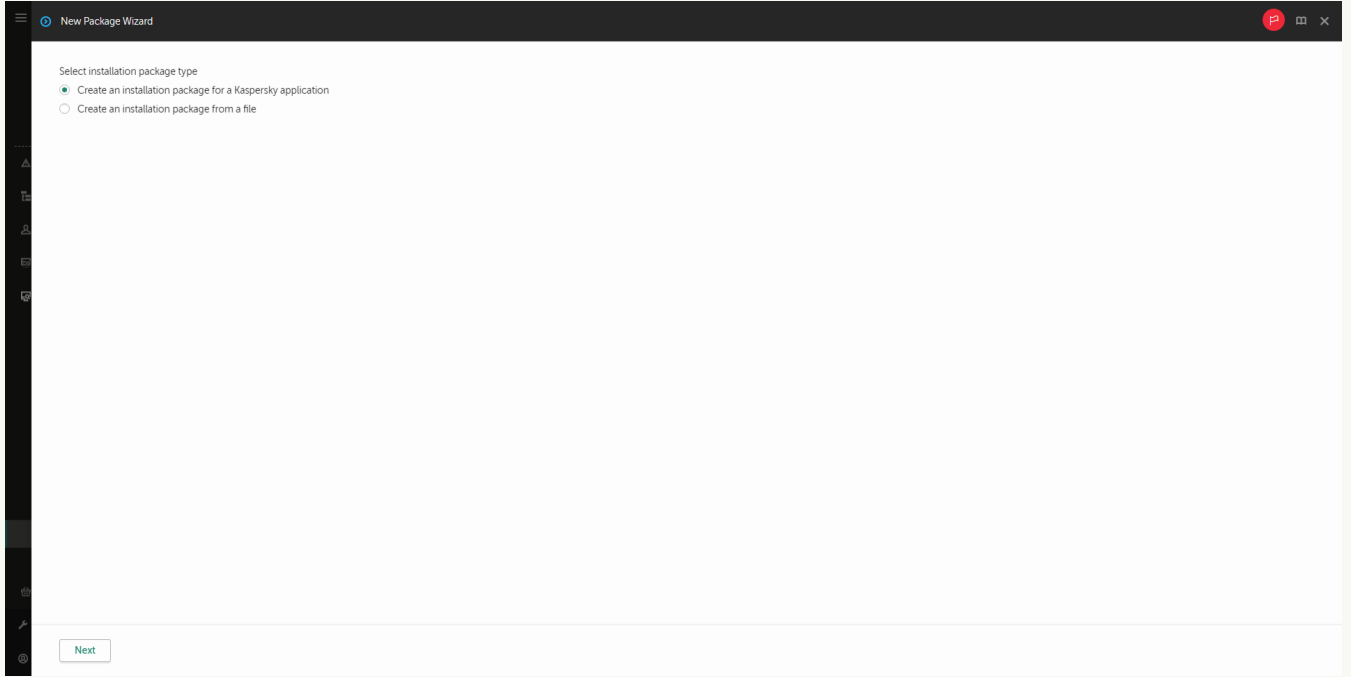 New Package Wizard
Select installation package type
Create an installation package for a Kaspersky application
Create an installation package from a file
Next